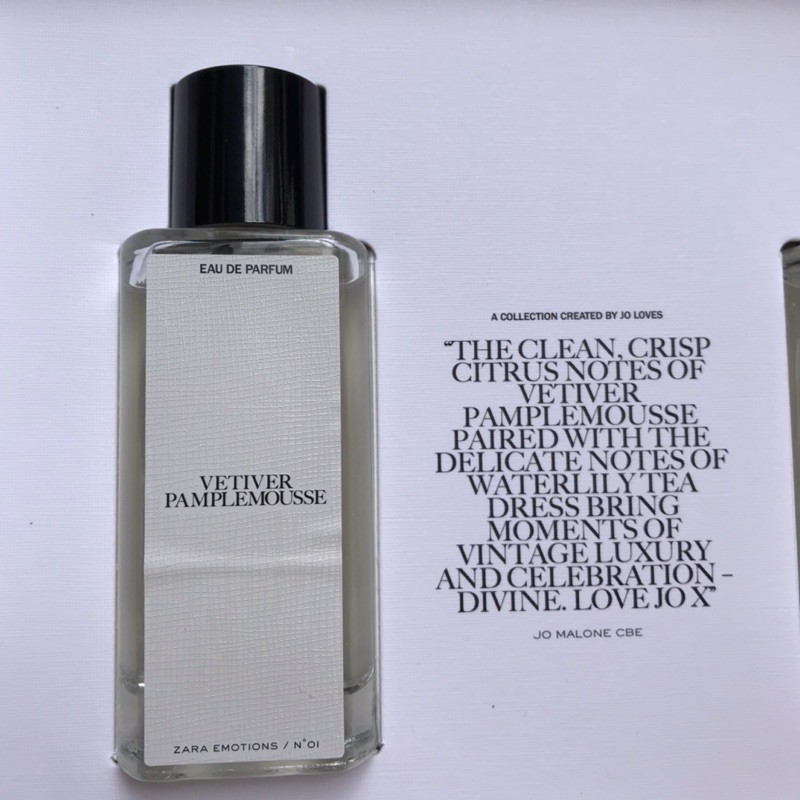 EAU DE PARFUM
VETIVER
PAMPLEMOUSSE
ZARA EMOTIONS / N°01
A COLLECTION CREATED BY JO LOVES
“THE CLEAN, CRISP
CITRUS NOTES OF
VETIVER
PAMPLEMOUSSE
PAIRED WITH THE
DELICATE NOTES OF
WATERLILY TEA
DRESS BRING
MOMENTS OF
VINTAGE LUXURY
AND CELEBRATION –
DIVINE. LOVE JO X”
JO MALONE CBE